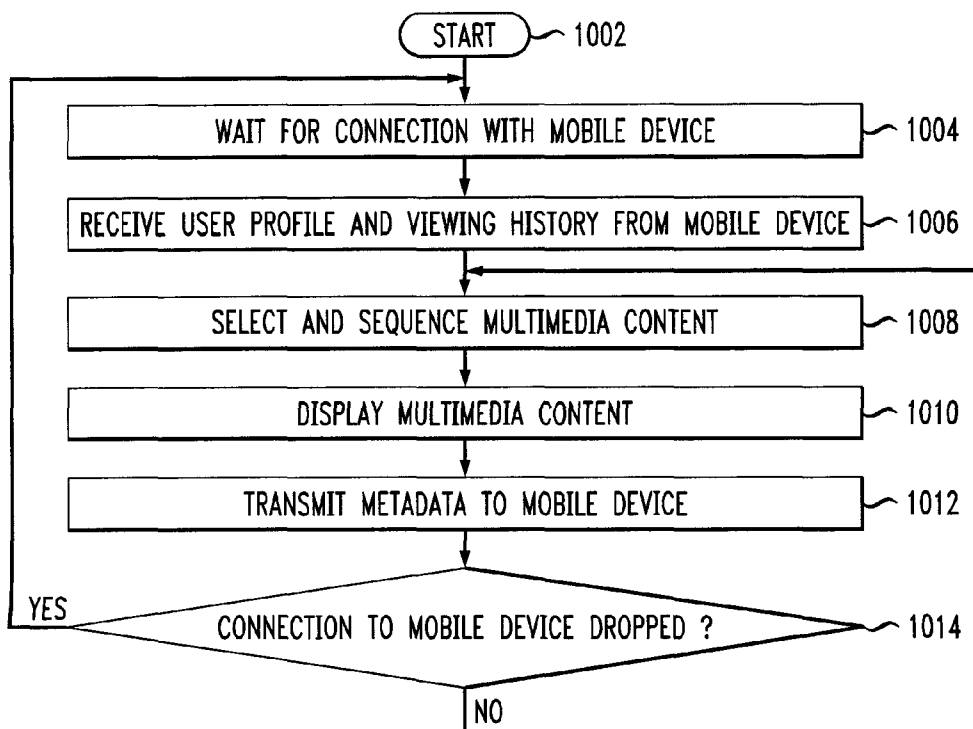 START 1002
WAIT FOR CONNECTION WITH MOBILE DEVICE 1004
RECEIVE USER PROFILE AND VIEWING HISTORY FROM MOBILE DEVICE 1006
SELECT AND SEQUENCE MULTIMEDIA CONTENT 1008
DISPLAY MULTIMEDIA CONTENT 1010
TRANSMIT METADATA TO MOBILE DEVICE 1012
YES
CONNECTION TO MOBILE DEVICE DROPPED ? 1014
NO